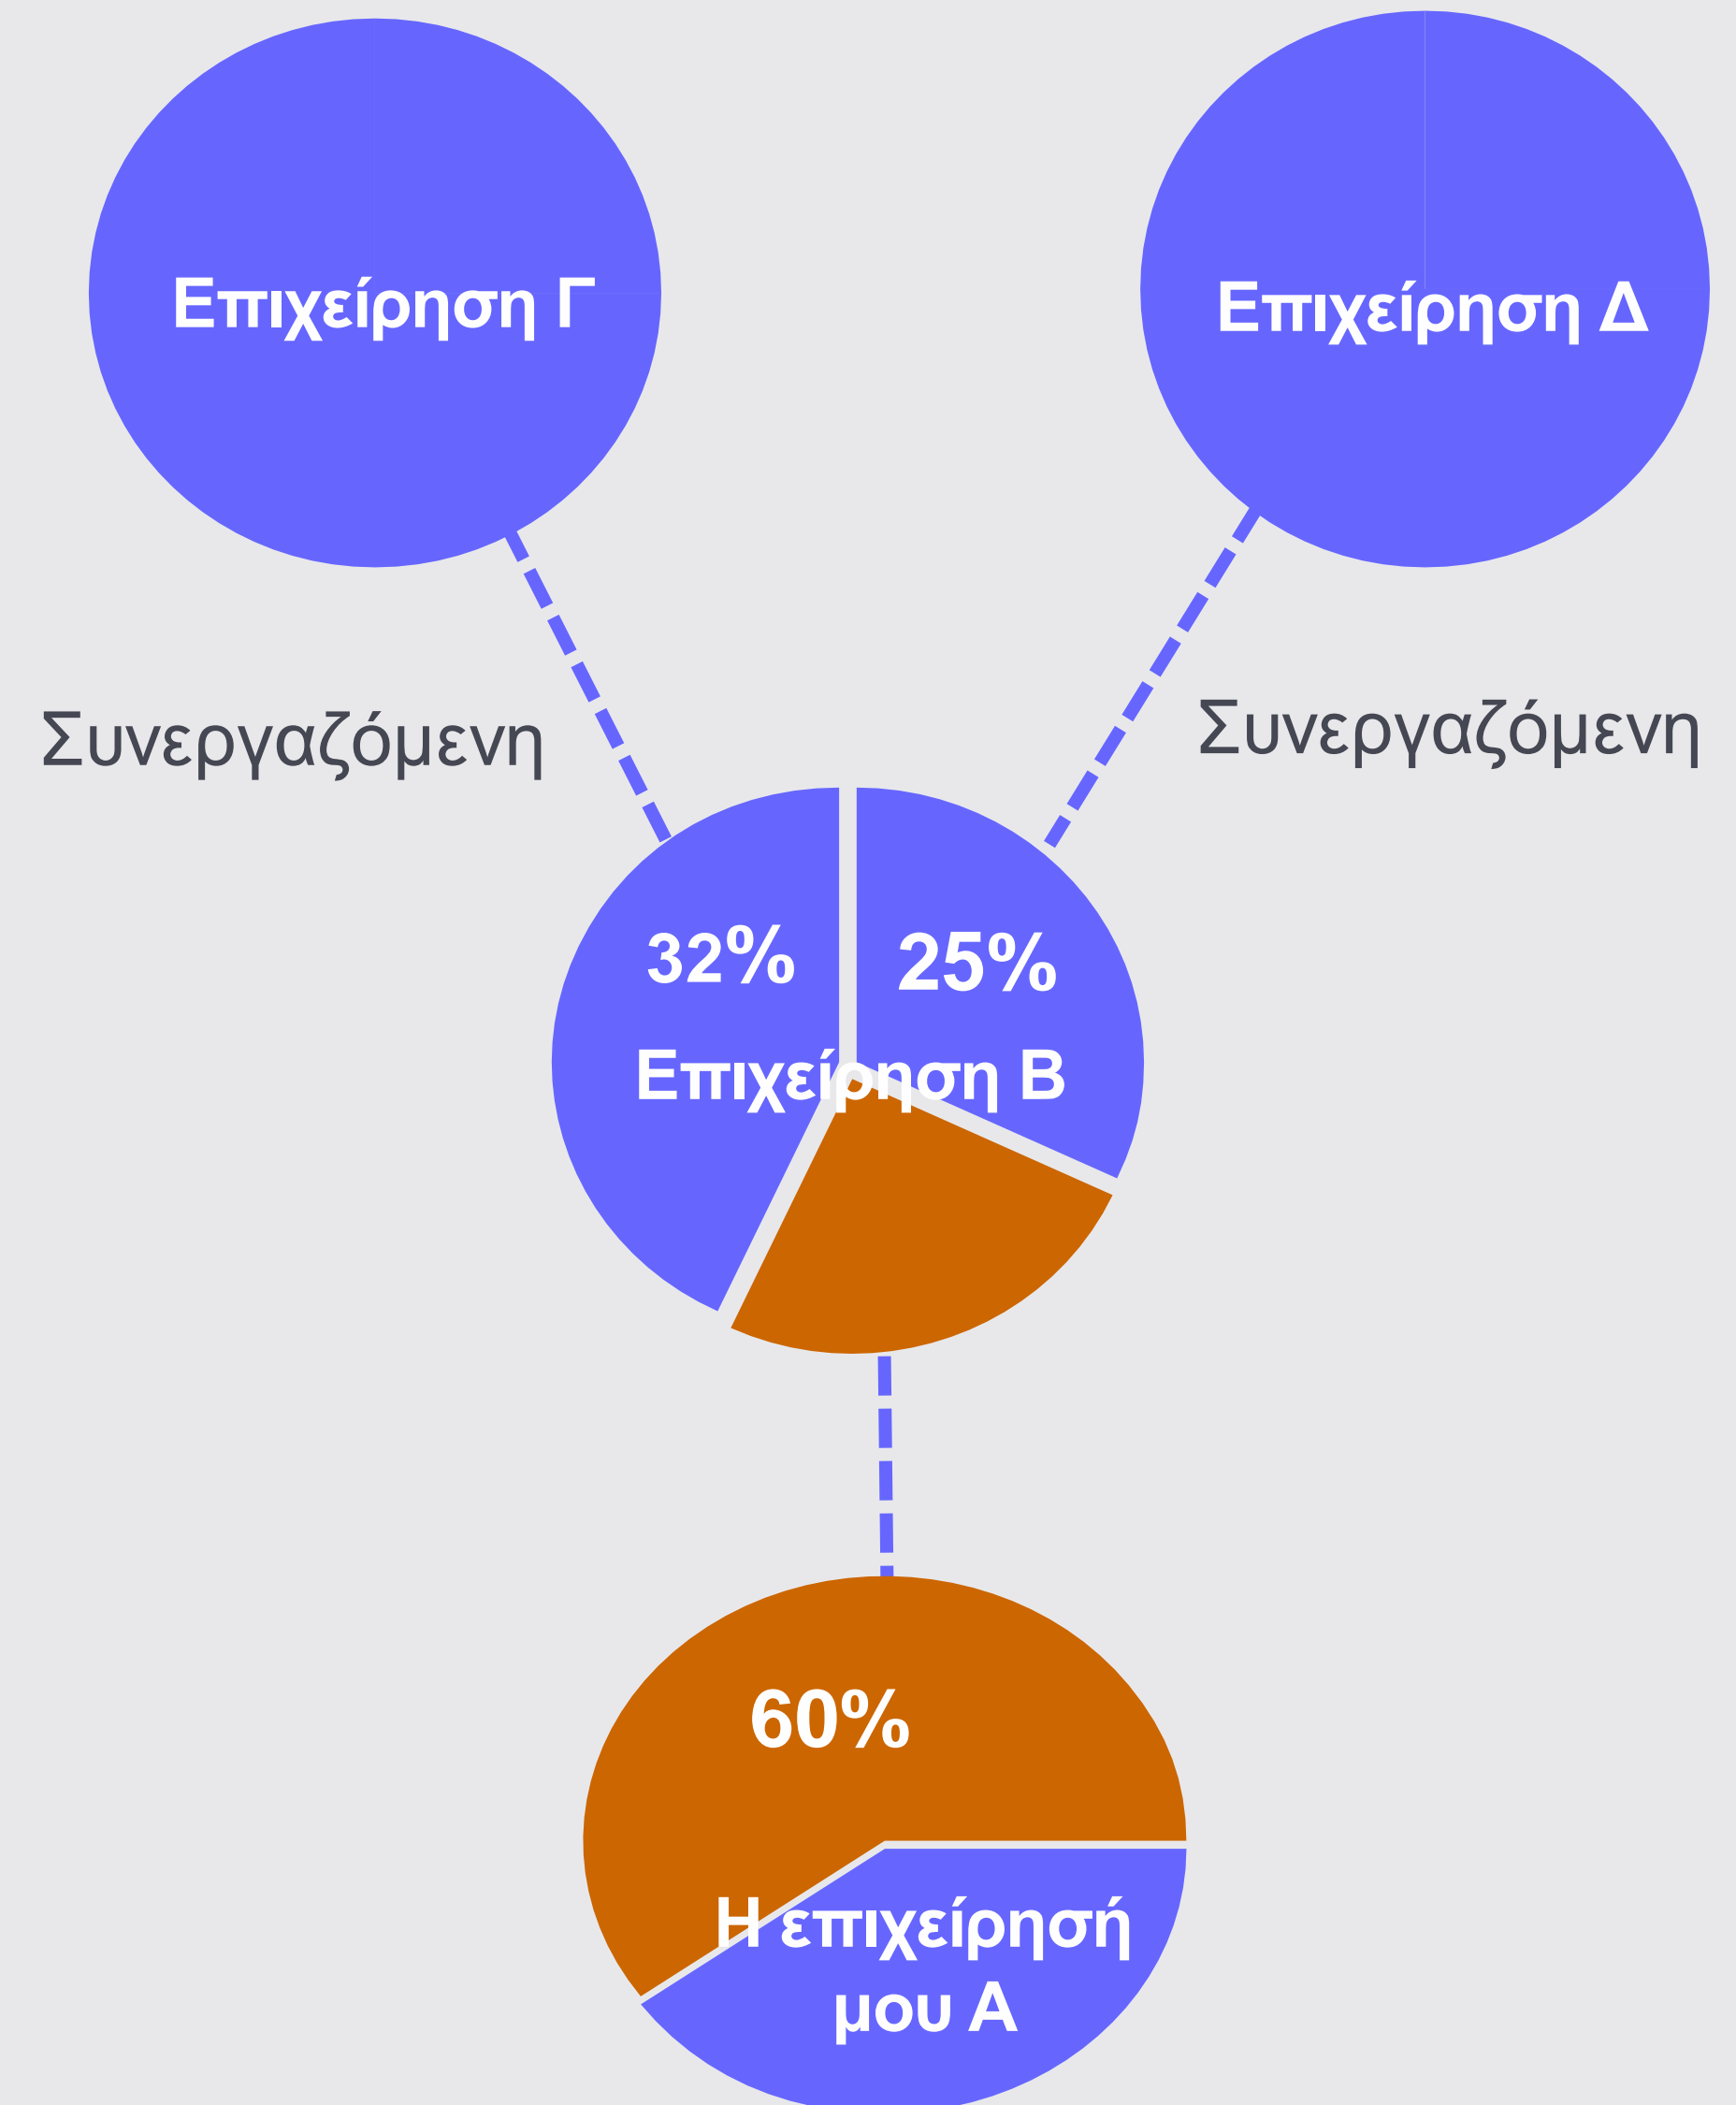 Επιχείρηση Γ
Επιχείρηση Δ
Συνεργαζόμενη
Συνεργαζόμενη
32%
25%
Επιχείρηση Β
60%
Η επιχείρησή
μου Α